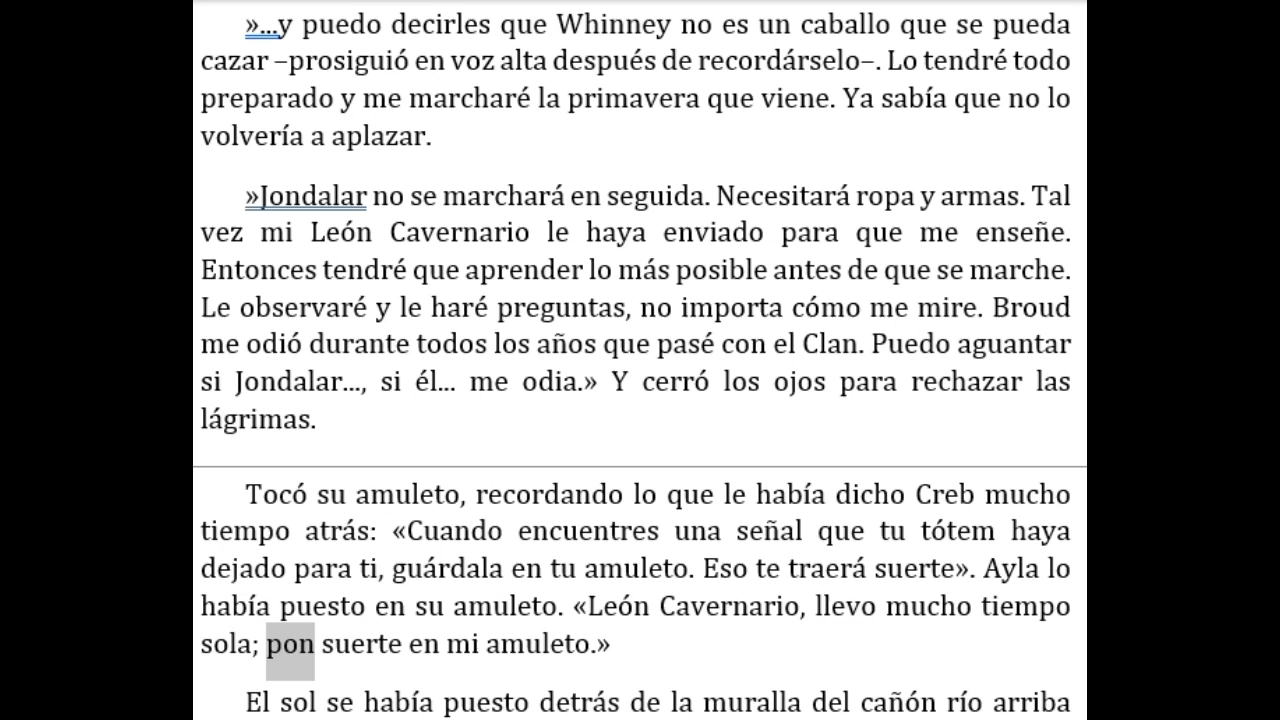 »...y puedo decirles que Whinney no es un caballo que se pueda
cazar –prosiguió en voz alta después de recordárselo–. Lo tendré todo
preparado y me marcharé la primavera que viene. Ya sabía que no lo
volvería a aplazar.
»Jondalar no se marchará en seguida. Necesitará ropa y armas. Tal
vez mi León Cavernario le haya enviado para que me enseñe.
Entonces tendré que aprender lo más posible antes de que se marche.
Le observaré y le haré preguntas, no importa cómo me mire. Broud
me odió durante todos los años que pasé con el Clan. Puedo aguantar
si Jondalar..., si él... me odia.» Y cerró los ojos para rechazar las
lágrimas.
Tocó su amuleto, recordando lo que le había dicho Creb mucho
tiempo atrás: «Cuando encuentres una señal que tu tótem haya
dejado para ti, guárdala en tu amuleto. Eso te traerá suerte». Ayla lo
había puesto en su amuleto. «León Cavernario, llevo mucho tiempo
sola; pon suerte en mi amuleto.»
El sol se había puesto detrás de la muralla del cañón río arriba